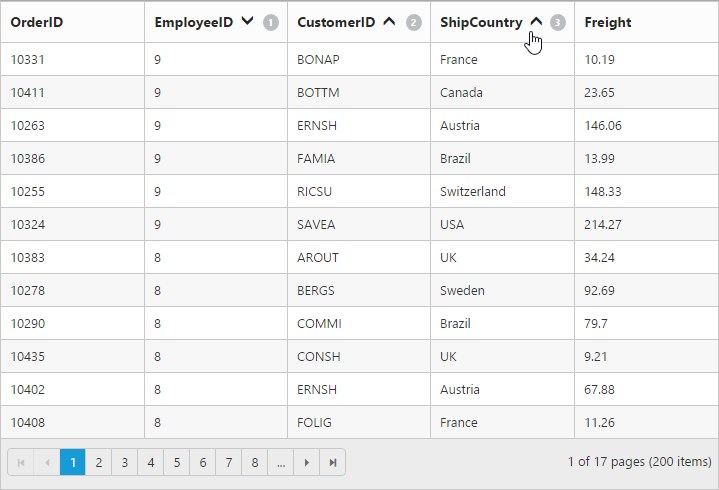 OrderID EmployeeID 1 CustomerID 2 ShipCountry 3 Freight
10331 9 BONAP France 10.19
10411 9 BOTTM Canada 23.65
10263 9 ERNSH Austria 146.06
10386 9 FAMIA Brazil 13.99
10255 9 RICSU Switzerland 148.33
10324 9 SAVEA USA 214.27
10383 8 AROUT UK 34.24
10278 8 BERGS Sweden 92.69
10290 8 COMMI Brazil 79.7
10435 8 CONSH UK 9.21
10402 8 ERNSH Austria 67.88
10408 8 FOLIG France 11.26
1 2 3 4 5 6 7 8 ... 1 of 17 pages (200 items)